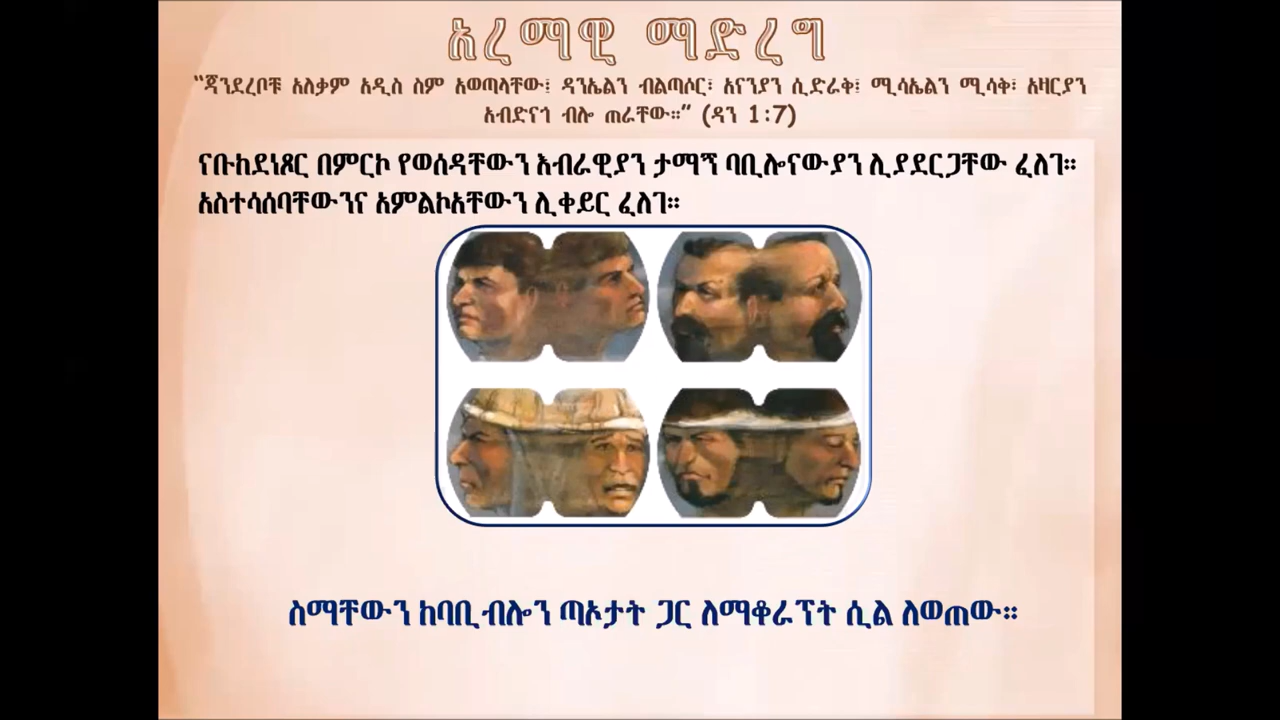 አረማዊ ማድረግ
“ጃንደረቦቹ አለቃም አዲስ ስም አወጣላቸው፤ ዳንኤልን ብልጣሶር፣ አናንያን ሲድራቅ፤ ሚሳኤልን ሚሳቅ፣ አዛርያን
አብድናጎ ብሎ ጠራቸው።” (ዳን 1:7)
ናቡከደነጾር በምርኮ የወሰዳቸውን እብራዊያን ታማኝ ባቢሎናውያን ሊያደርጋቸው ፈለገ።
አስተሳሰባቸውንና አምልኮአቸውን ሊቀይር ፈለገ።
ስማቸውን ከባቢብሎን ጣኦታት ጋር ለማቆራኘት ሲል ለወጠው።